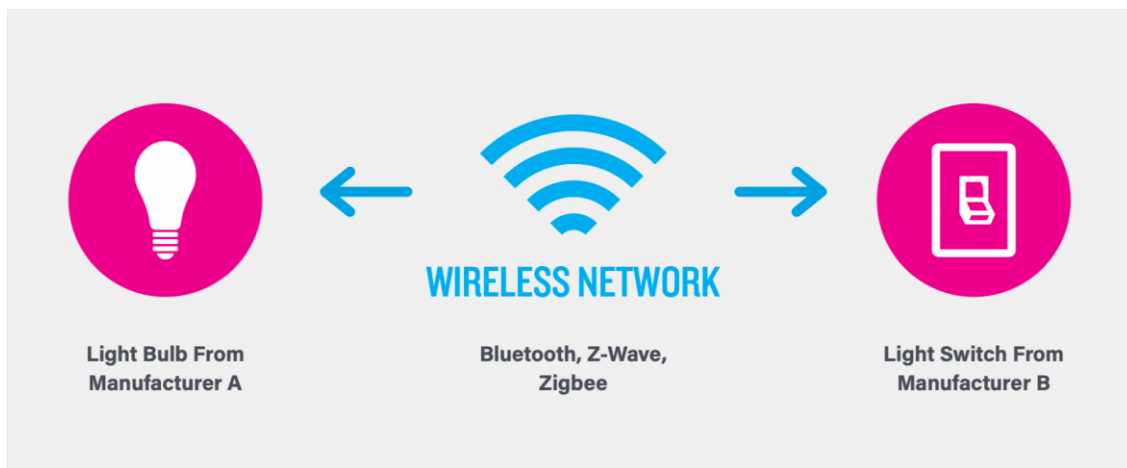 WIRELESS NETWORK
Light Bulb From
Manufacturer A
Bluetooth, Z-Wave,
Zigbee
Light Switch From
Manufacturer B